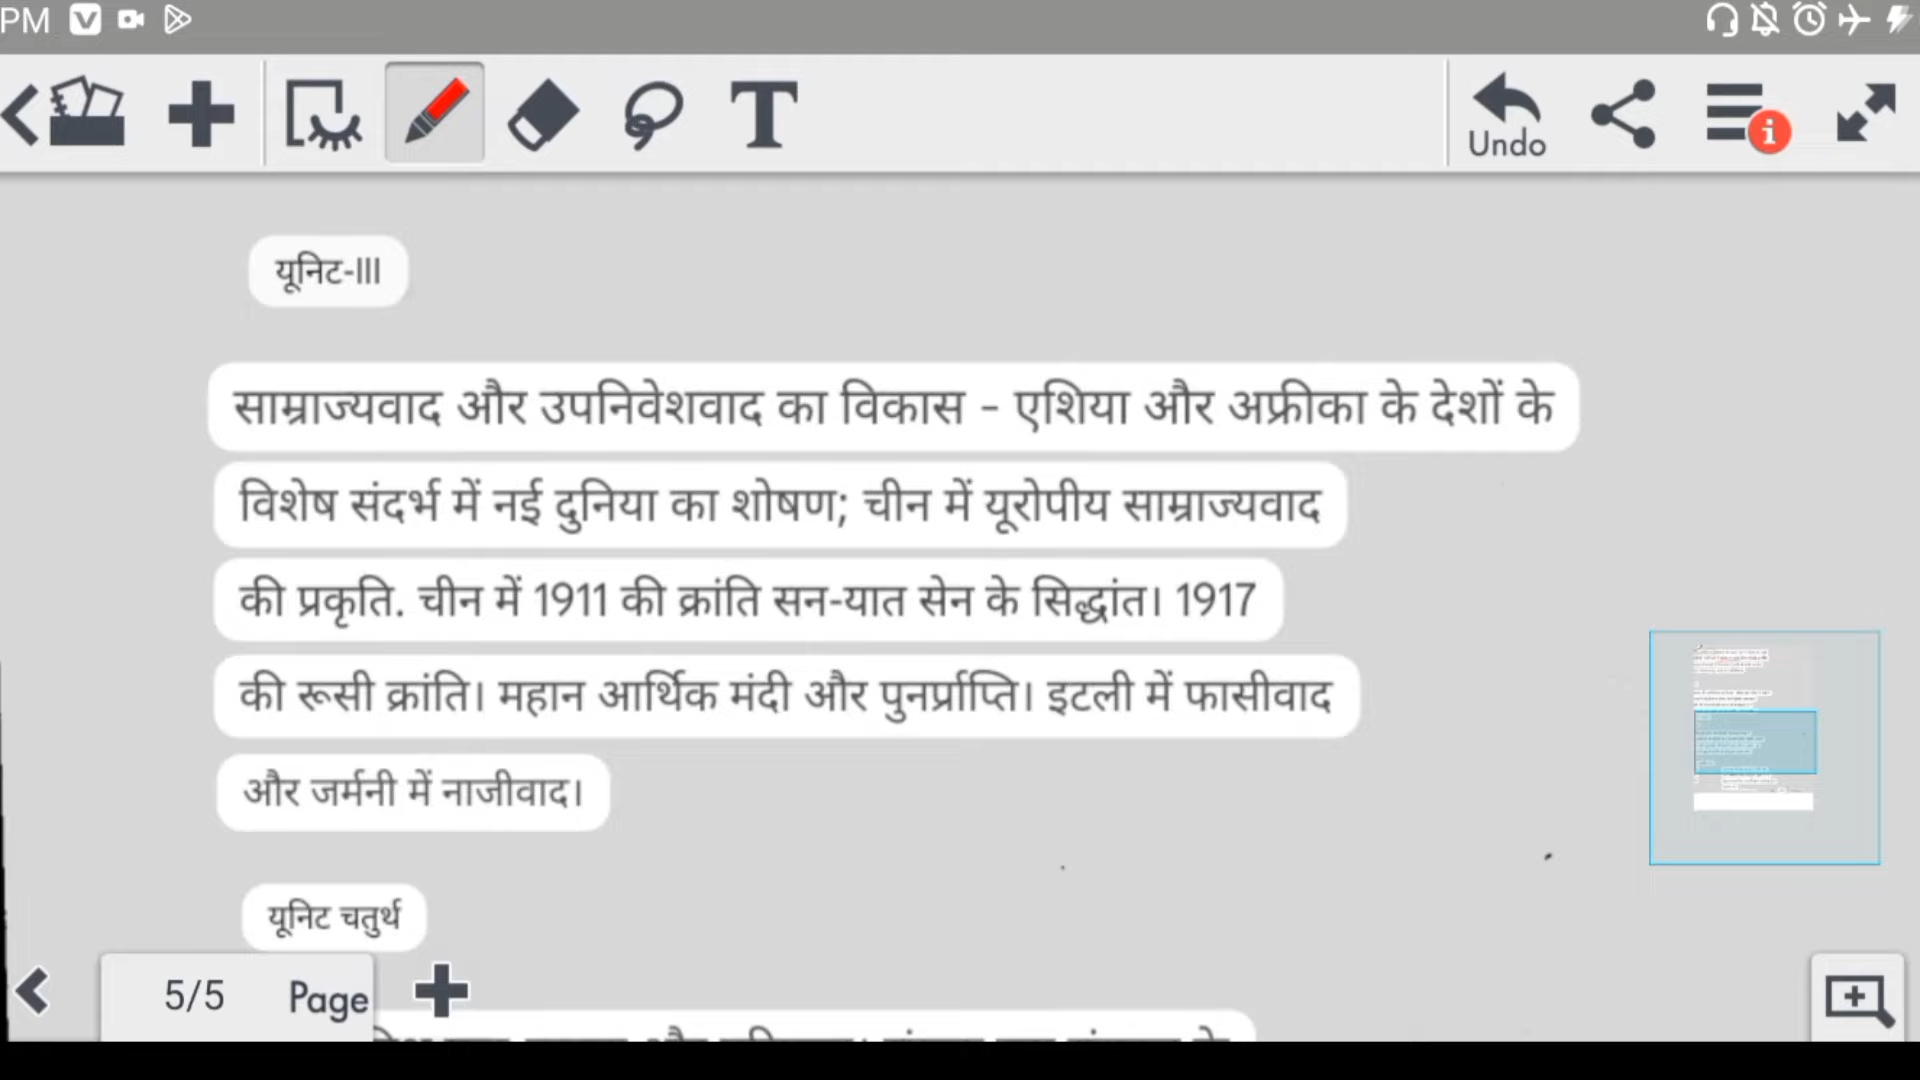 PM
Undo
यूनिट-III
साम्राज्यवाद और उपनिवेशवाद का विकास - एशिया और अफ्रीका के देशों के
विशेष संदर्भ में नई दुनिया का शोषण; चीन में यूरोपीय साम्राज्यवाद
की प्रकृति. चीन में 1911 की क्रांति सन-यात सेन के सिद्धांत। 1917
की रूसी क्रांति। महान आर्थिक मंदी और पुनर्प्राप्ति। इटली में फासीवाद
और जर्मनी में नाजीवाद।
यूनिट चतुर्थ
5/5 Page